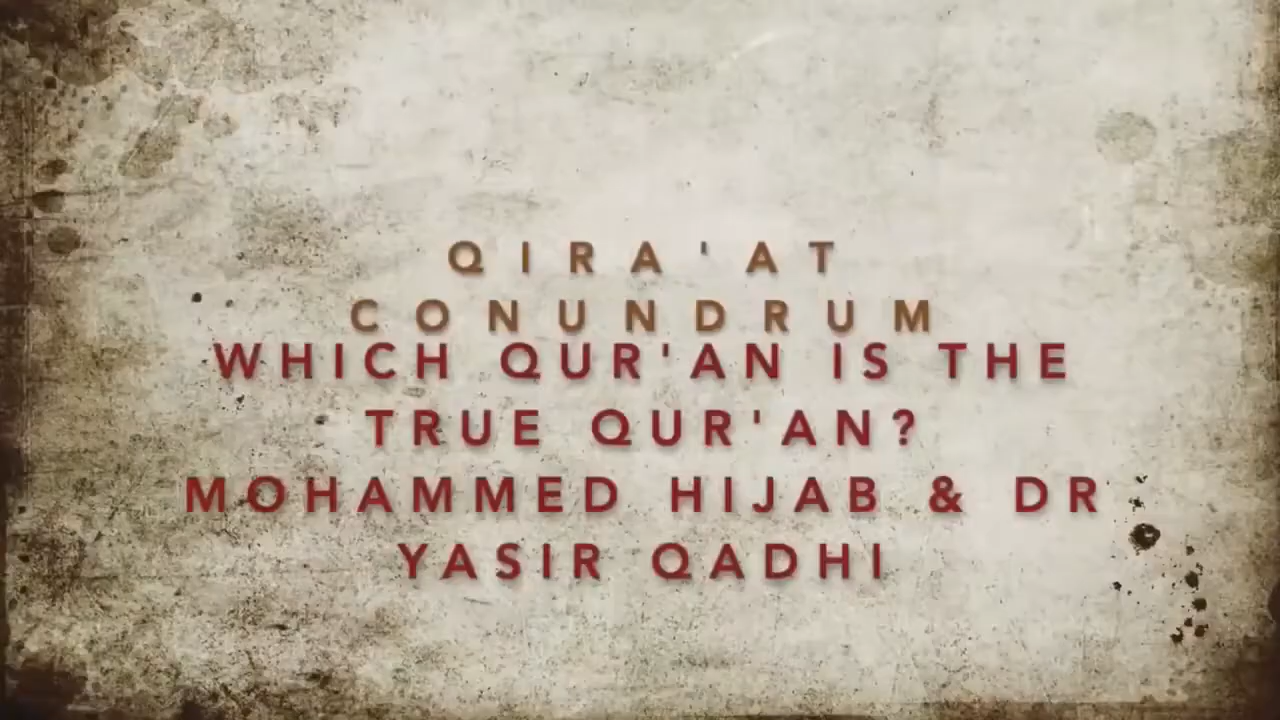 QIRA'AT
CONUNDRUM
WHICH QUR'AN IS THE
TRUE QUR'AN?
MOHAMMED HIJAB & DR
YASIR QADHI